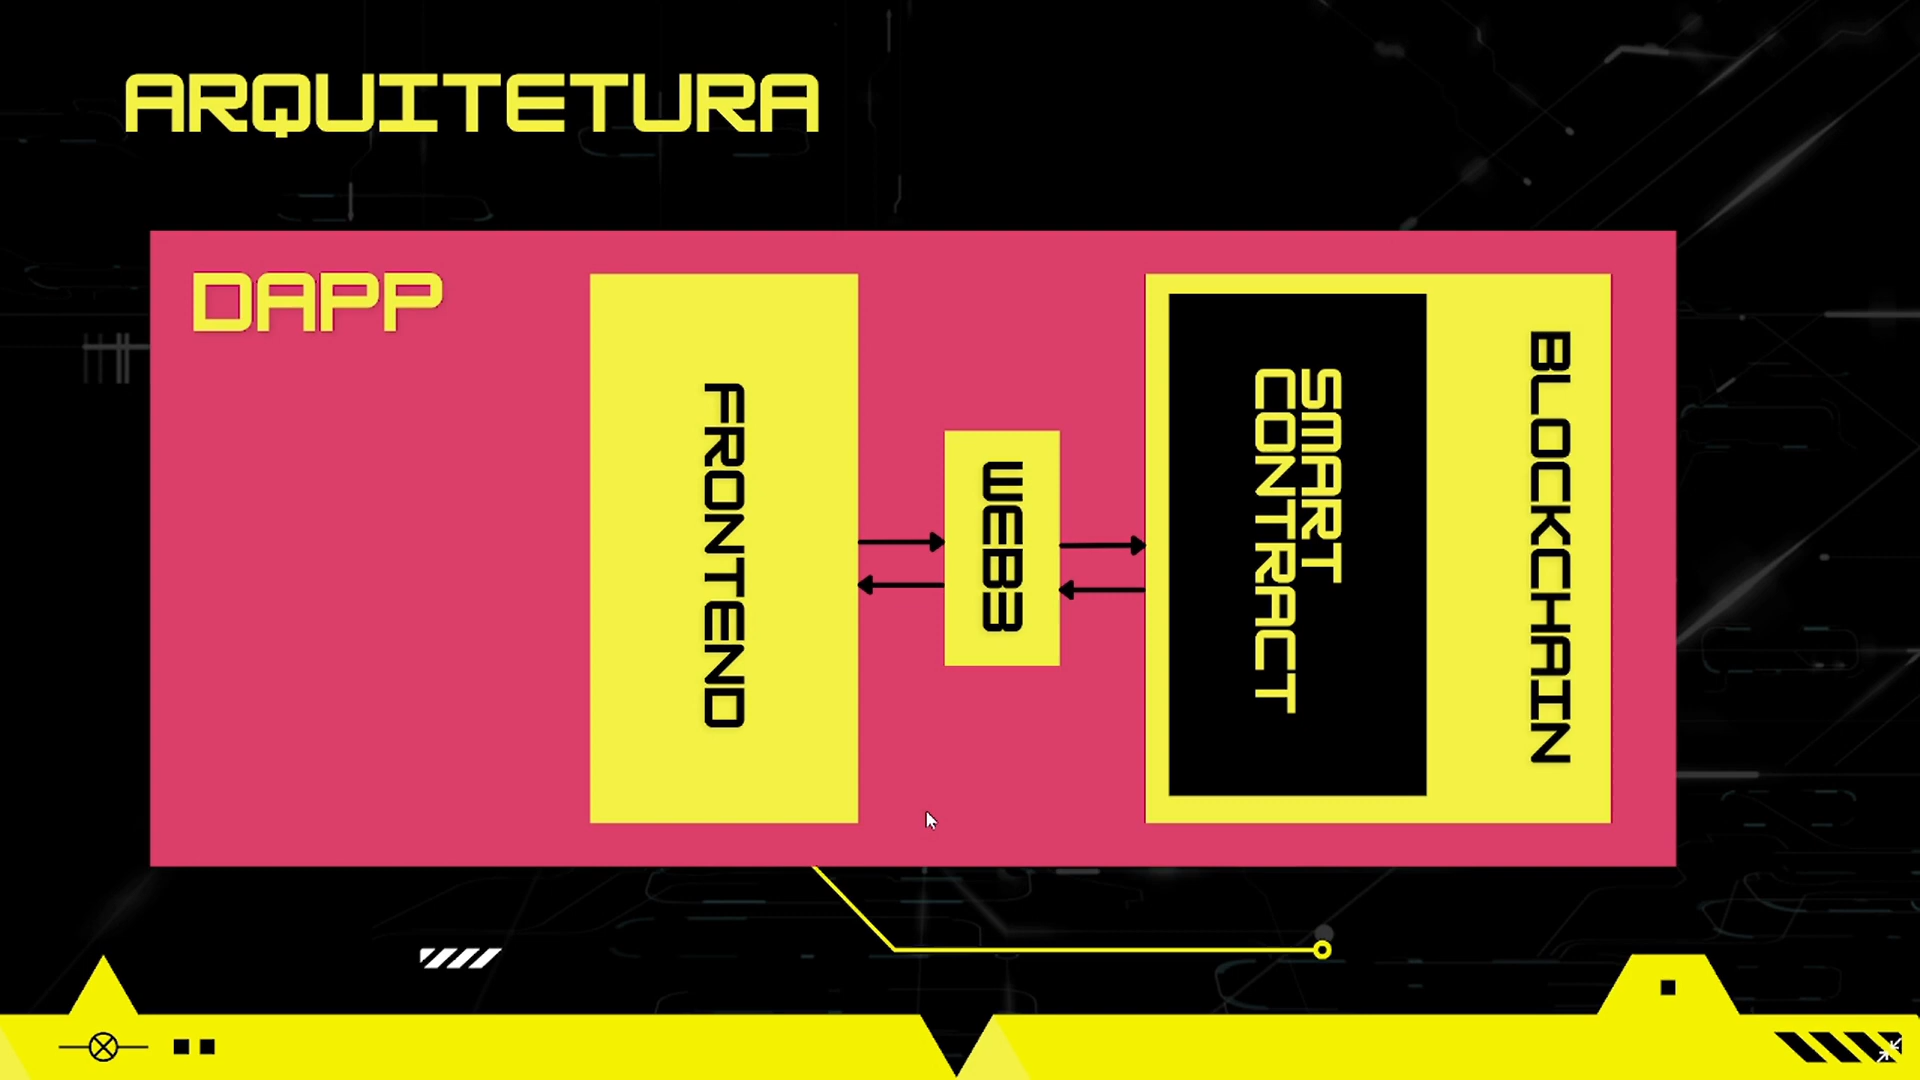 ARQUITETURA
DAPP
FRONTEND
WEB3
SMART
CONTRACT
BLOCKCHAIN